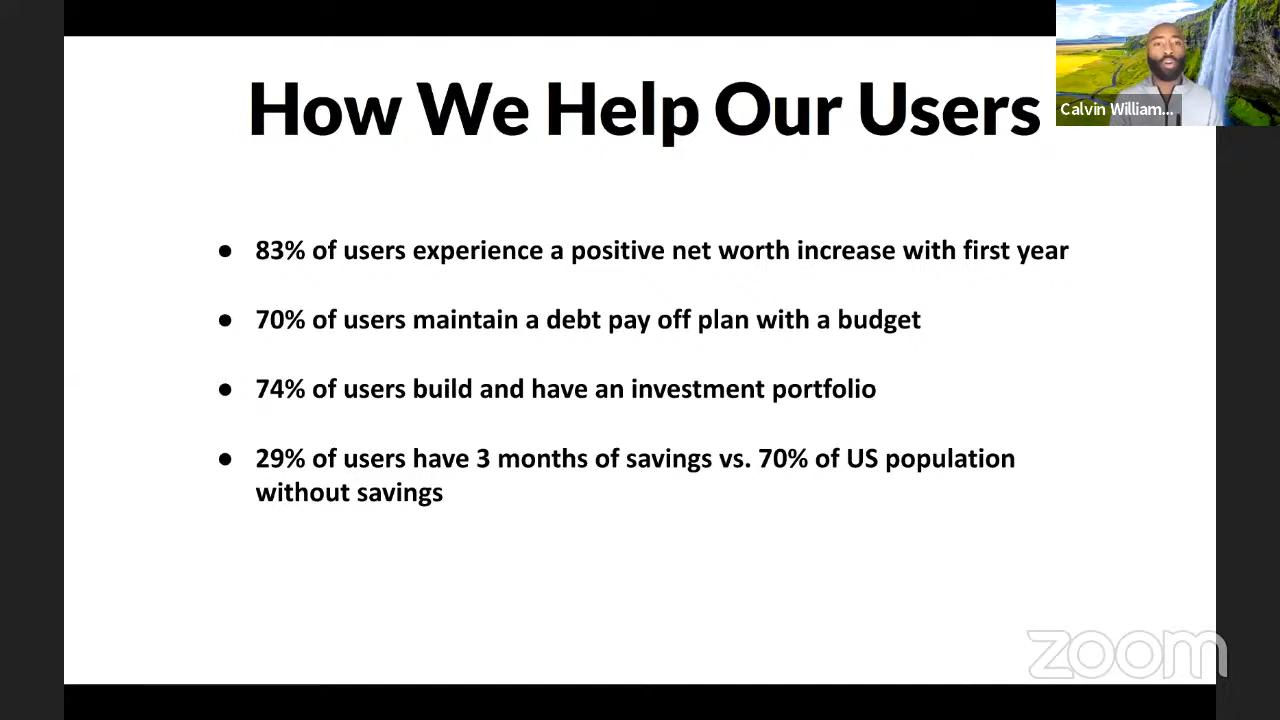 How We Help Our Users
Calvin William...
● 83% of users experience a positive net worth increase with first year
● 70% of users maintain a debt pay off plan with a budget
● 74% of users build and have an investment portfolio
● 29% of users have 3 months of savings vs. 70% of US population
without savings
zoom